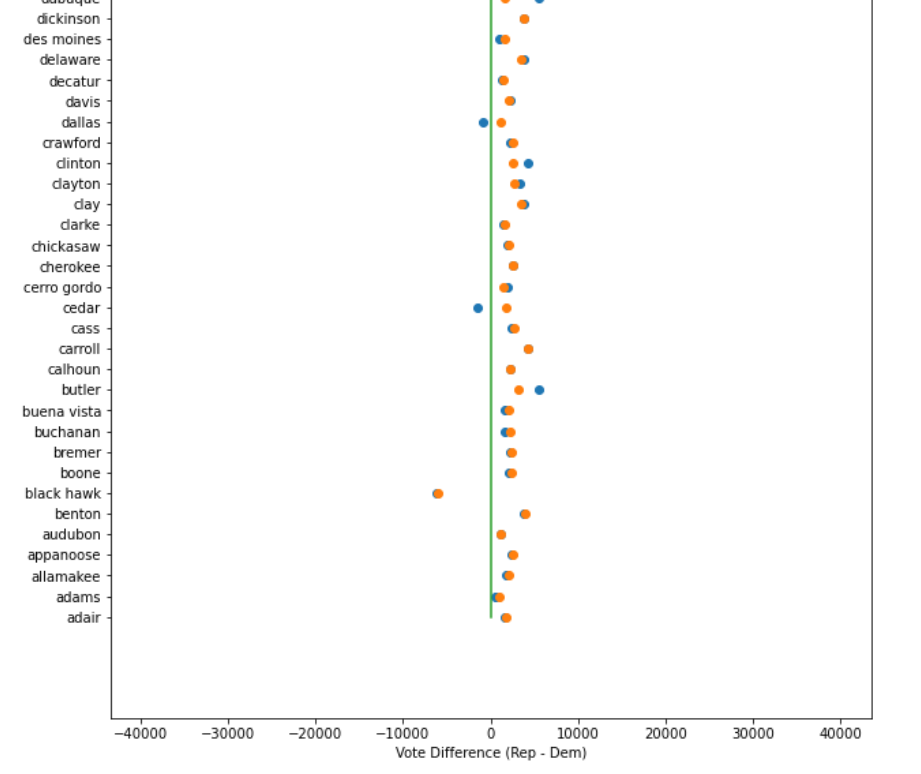 dubuque
dickinson
des moines
delaware
decatur
davis
dallas
crawford
clinton
clayton
clay
clarke
chickasaw
cherokee
cerro gordo
cedar
cass
carroll
calhoun
butler
buena vista
buchanan
bremer
boone
black hawk
benton
audubon
appanoose
allamakee
adams
adair
−40000 −30000 −20000 −10000 0 10000 20000 30000 40000
Vote Difference (Rep - Dem)